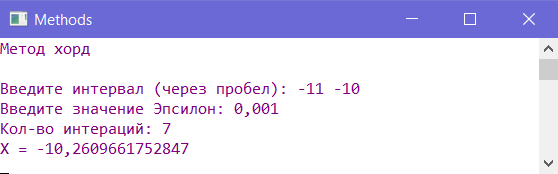 Methods
Метод хорд
Введите интервал (через пробел): -11 -10
Введите значение Эпсилон: 0,001
Кол-во интераций: 7
X = -10,2609661752847